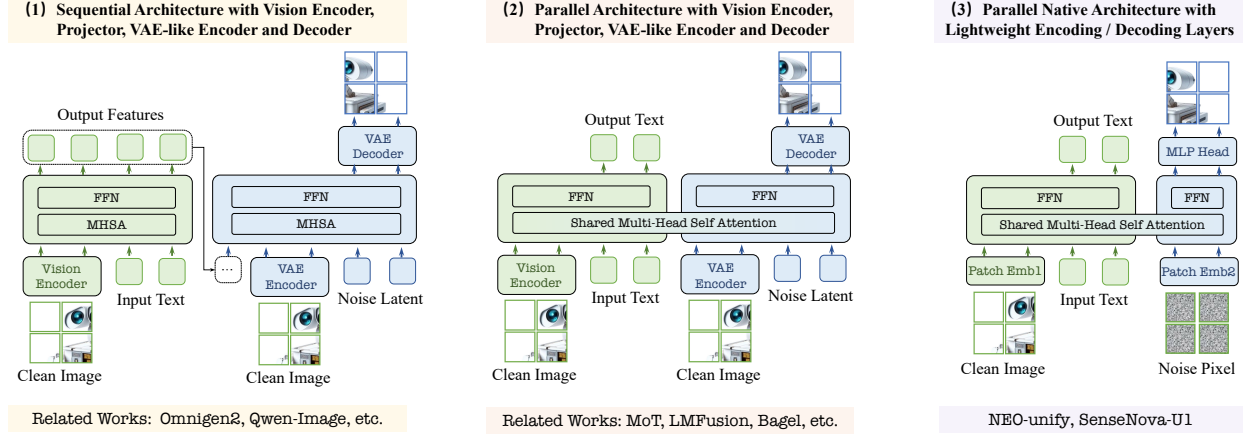 (1) Sequential Architecture with Vision Encoder,
Projector, VAE-like Encoder and Decoder
Output Features
VAE
Decoder
FFN
MHSA
FFN
MHSA
Vision
Encoder
Input Text
...
VAE
Encoder
Noise Latent
Clean Image
Clean Image
Related Works: Omnigen2, Qwen-Image, etc.
(2) Parallel Architecture with Vision Encoder,
Projector, VAE-like Encoder and Decoder
Output Text
VAE
Decoder
FFN
FFN
Shared Multi-Head Self Attention
Vision
Encoder
Input Text
VAE
Encoder
Noise Latent
Clean Image
Clean Image
Related Works: MoT, LMFusion, Bagel, etc.
(3) Parallel Native Architecture with
Lightweight Encoding / Decoding Layers
Output Text
MLP Head
FFN
FFN
Shared Multi-Head Self Attention
Patch Emb1
Input Text
Patch Emb2
Clean Image
Noise Pixel
NEO-unify, SenseNova-U1